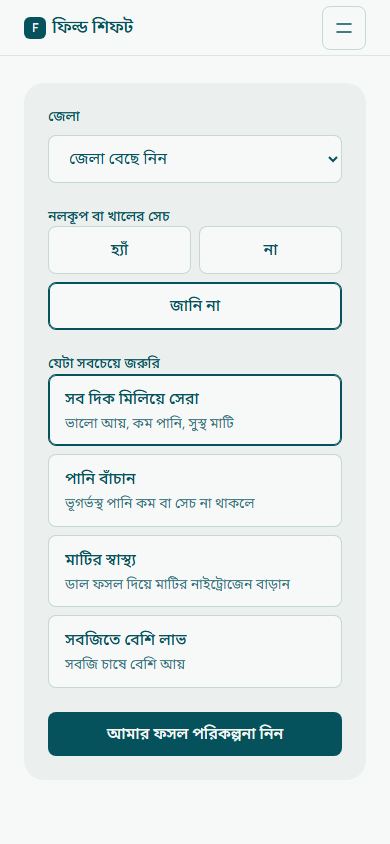 F ফিল্ড শিফট
জেলা
জেলা বেছে নিন
নলকূপ বা খালের সেচ
হ্যাঁ
না
জানি না
যেটা সবচেয়ে জরুরি
সব দিক মিলিয়ে সেরা
ভালো আয়, কম পানি, সুস্থ মাটি
পানি বাঁচান
ভূগর্ভস্থ পানি কম বা সেচ না থাকলে
মাটির স্বাস্থ্য
ডাল ফসল দিয়ে মাটির নাইট্রোজেন বাড়ান
সবজিতে বেশি লাভ
সবজি চাষে বেশি আয়
আমার ফসল পরিকল্পনা নিন